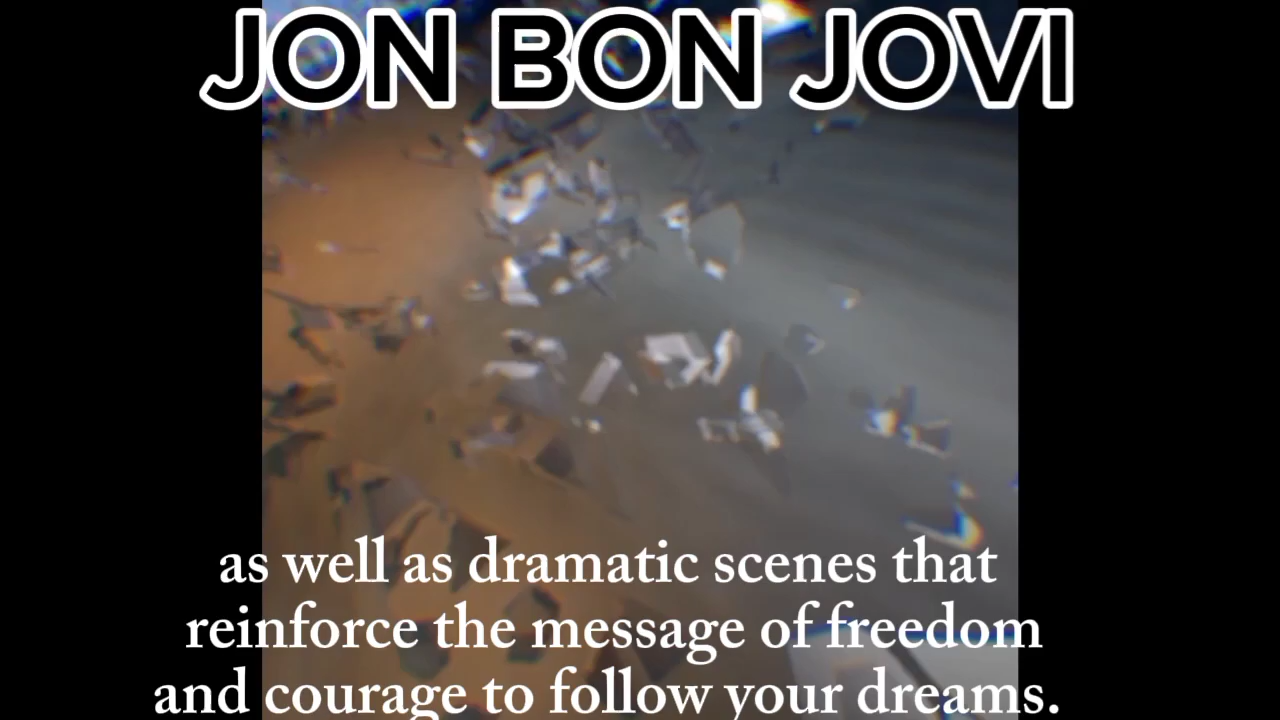 JON BON JOVI
as well as dramatic scenes that
reinforce the message of freedom
and courage to follow your dreams.